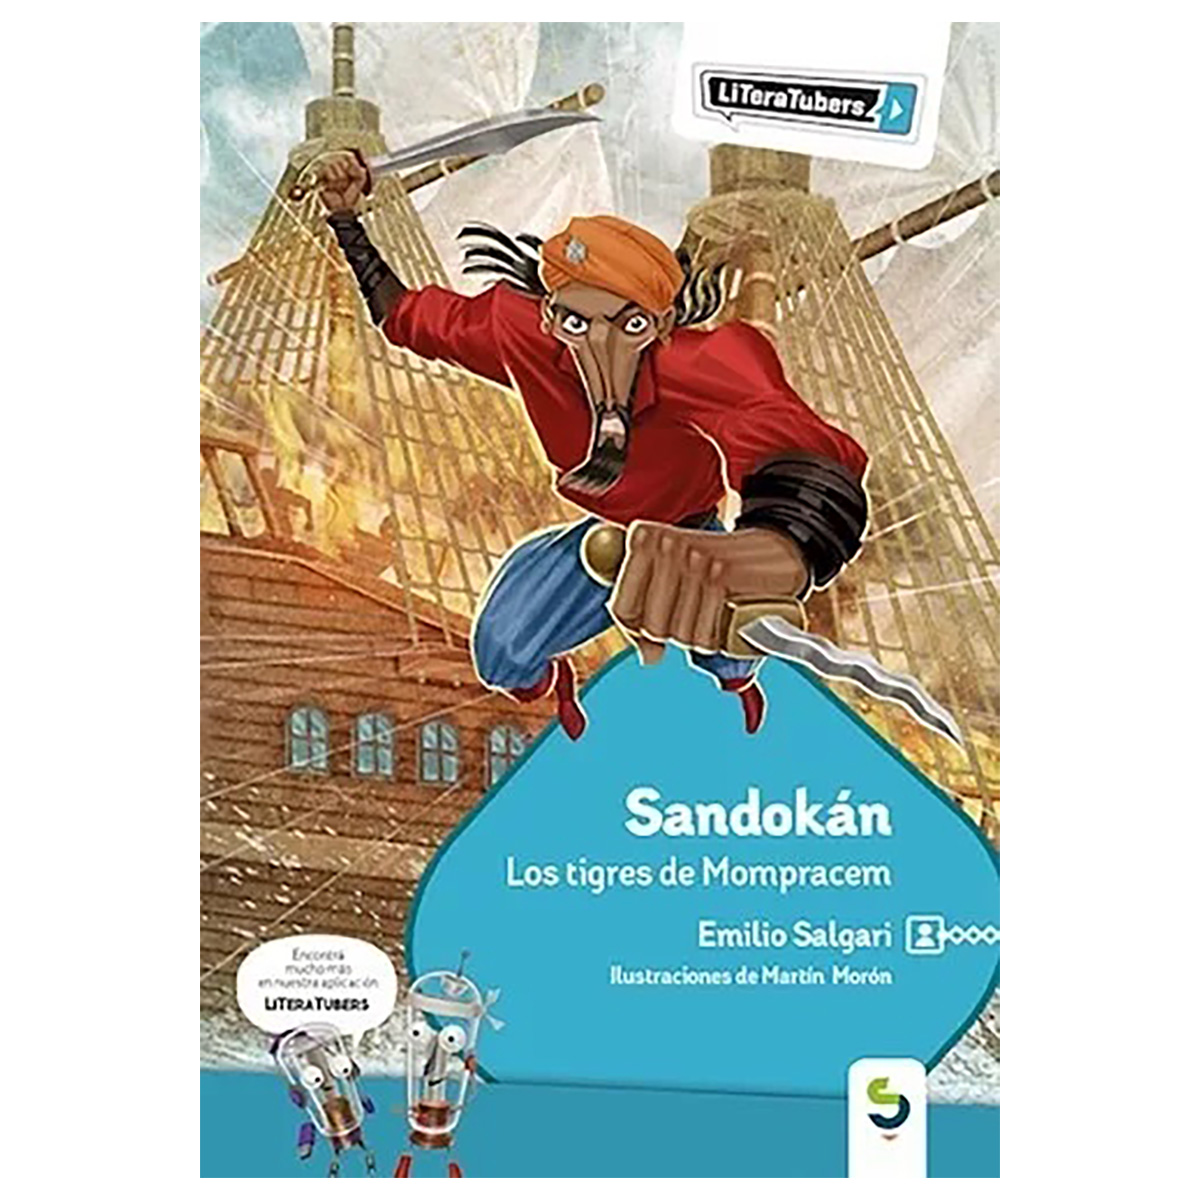 LiTeraTubers
Sandokán
Los tigres de Mompracem
Emilio Salgari
Ilustraciones de Martín Morón
Encontrá
mucho más
en nuestra aplicación
LiTERATUBERS